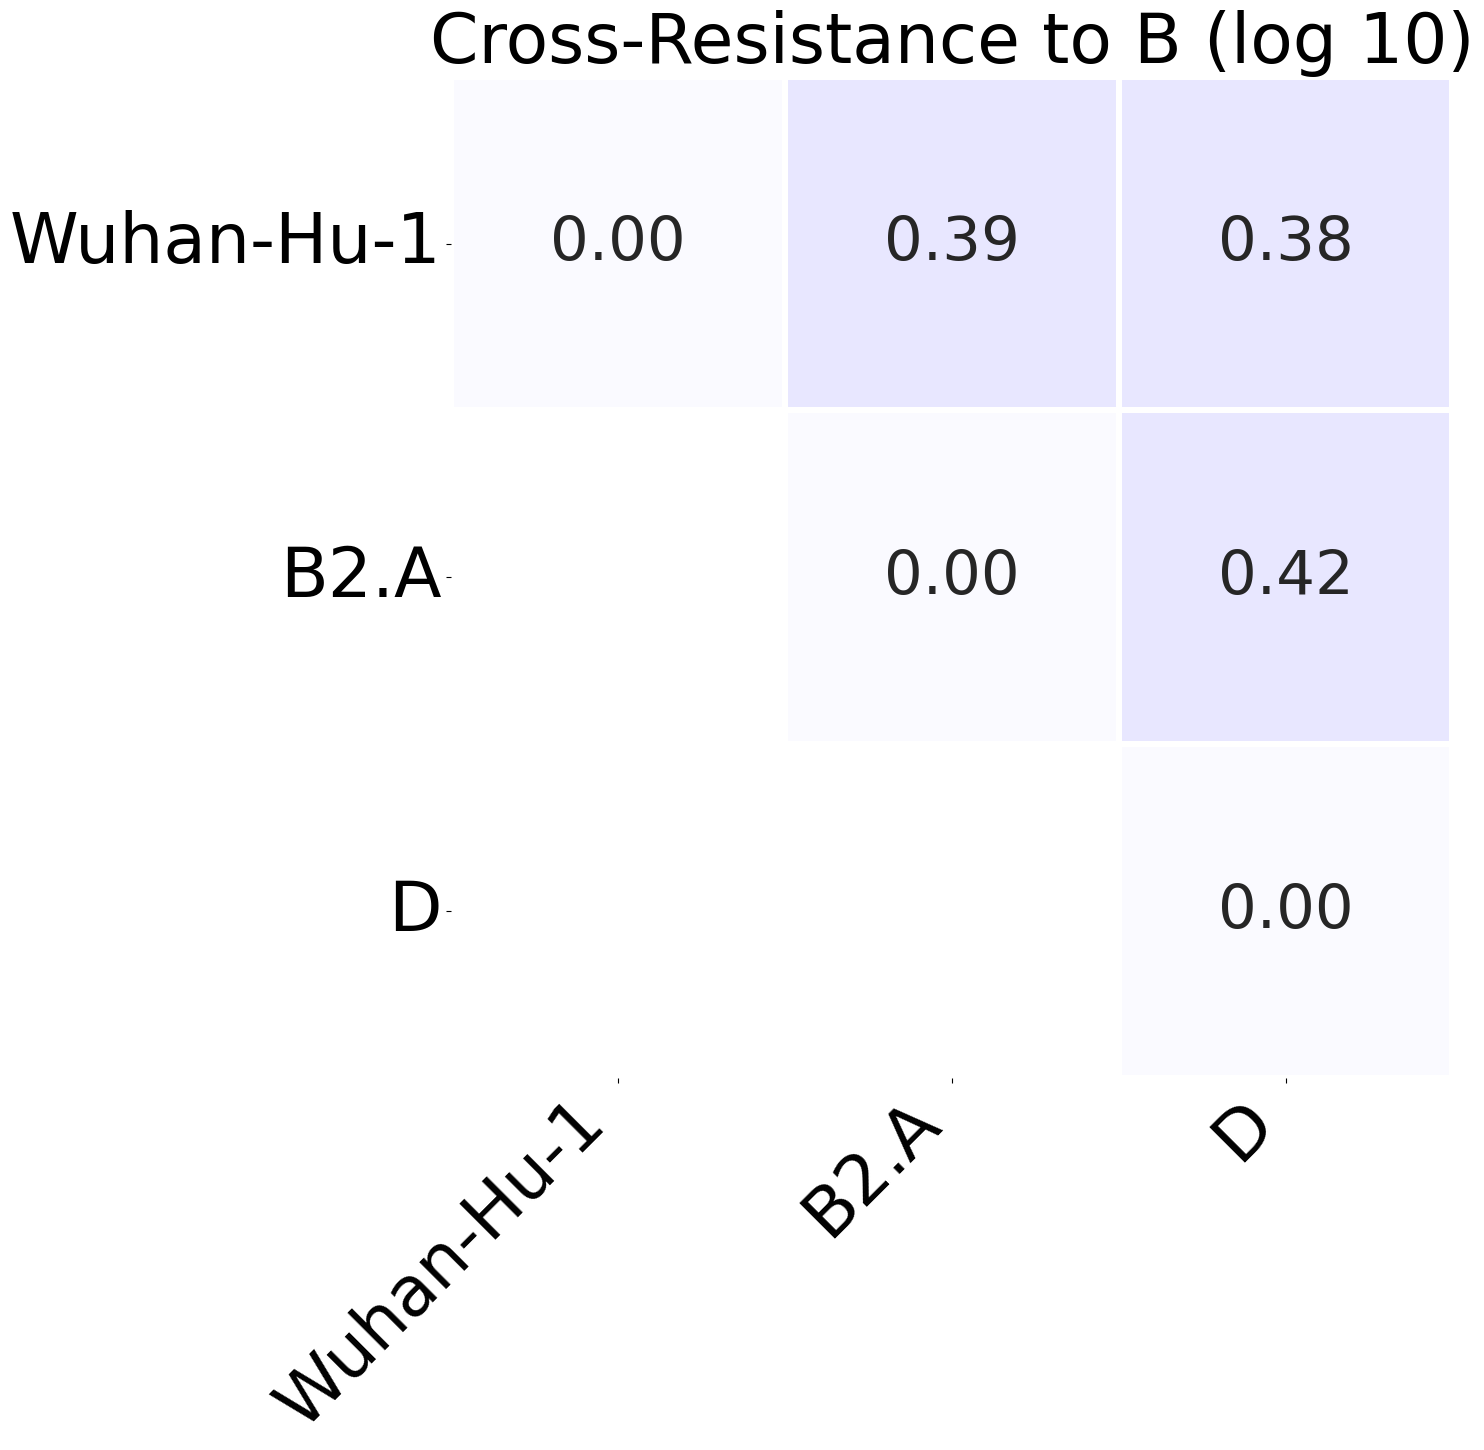 Cross-Resistance to B (log 10)
Wuhan-Hu-1 0.00 0.39 0.38
B2.A 0.00 0.42
D 0.00
Wuhan-Hu-1 B2.A D